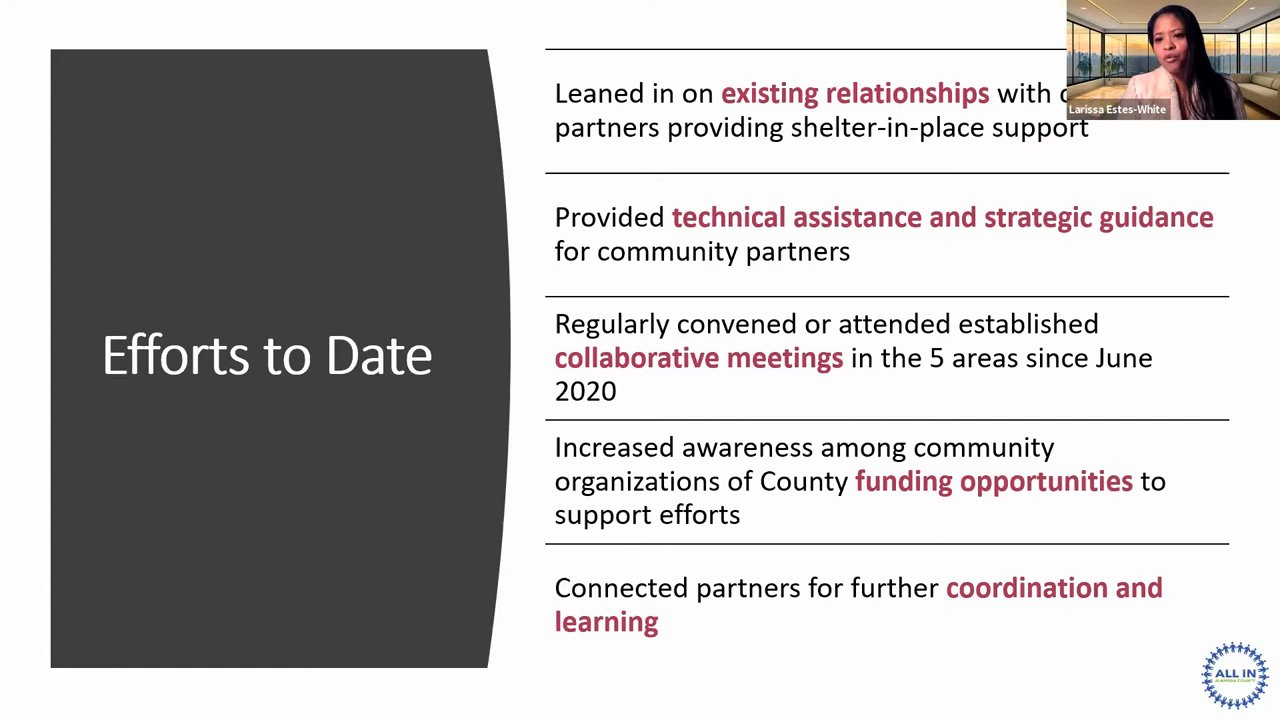 Efforts to Date
Leaned in on existing relationships with
partners providing shelter-in-place support
Provided technical assistance and strategic guidance
for community partners
Regularly convened or attended established
collaborative meetings in the 5 areas since June
2020
Increased awareness among community
organizations of County funding opportunities to
support efforts
Connected partners for further coordination and
learning
Larissa Estes-White
ALL IN
ALAMEDA COUNTY